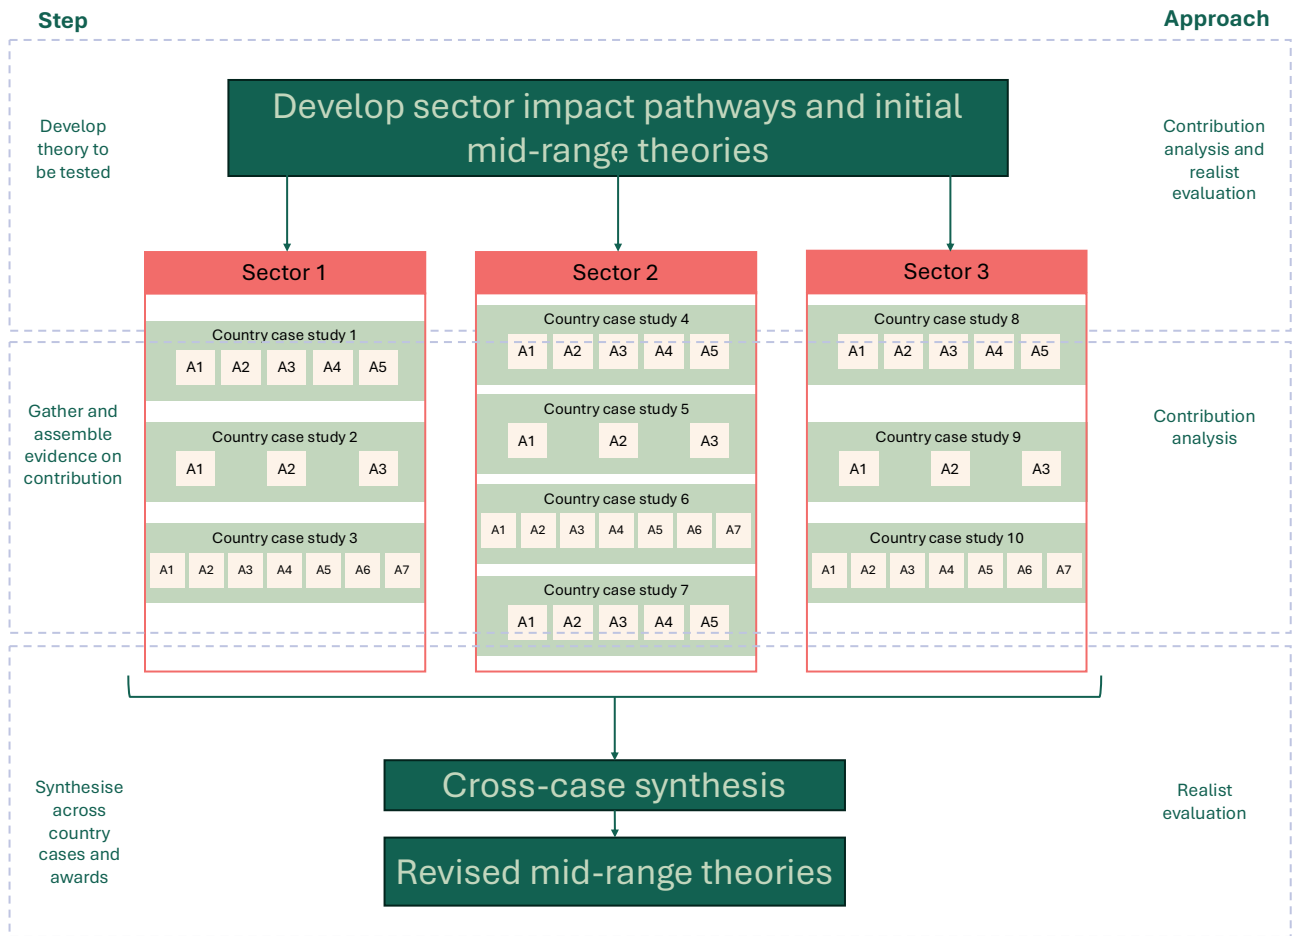 Step
Approach
Develop sector impact pathways and initial
mid-range theories
Develop
theory to
be tested
Contribution
analysis and
realist
evaluation
Sector 1
Country case study 1
A1 A2 A3 A4 A5
Country case study 2
A1 A2 A3
Country case study 3
A1 A2 A3 A4 A5 A6 A7
Sector 2
Country case study 4
A1 A2 A3 A4 A5
Country case study 5
A1 A2 A3
Country case study 6
A1 A2 A3 A4 A5 A6 A7
Country case study 7
A1 A2 A3 A4 A5
Sector 3
Country case study 8
A1 A2 A3 A4 A5
Country case study 9
A1 A2 A3
Country case study 10
A1 A2 A3 A4 A5 A6 A7
Gather and
assemble
evidence on
contribution
Contribution
analysis
Cross-case synthesis
Revised mid-range theories
Synthesise
across
country
cases and
awards
Realist
evaluation